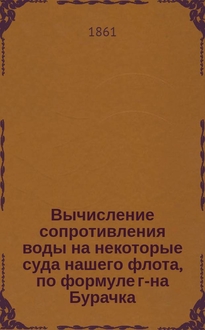 1861
Вычисление сопротивления
воды на некоторые
суда нашего флота,
по формуле г-на
Бурачка